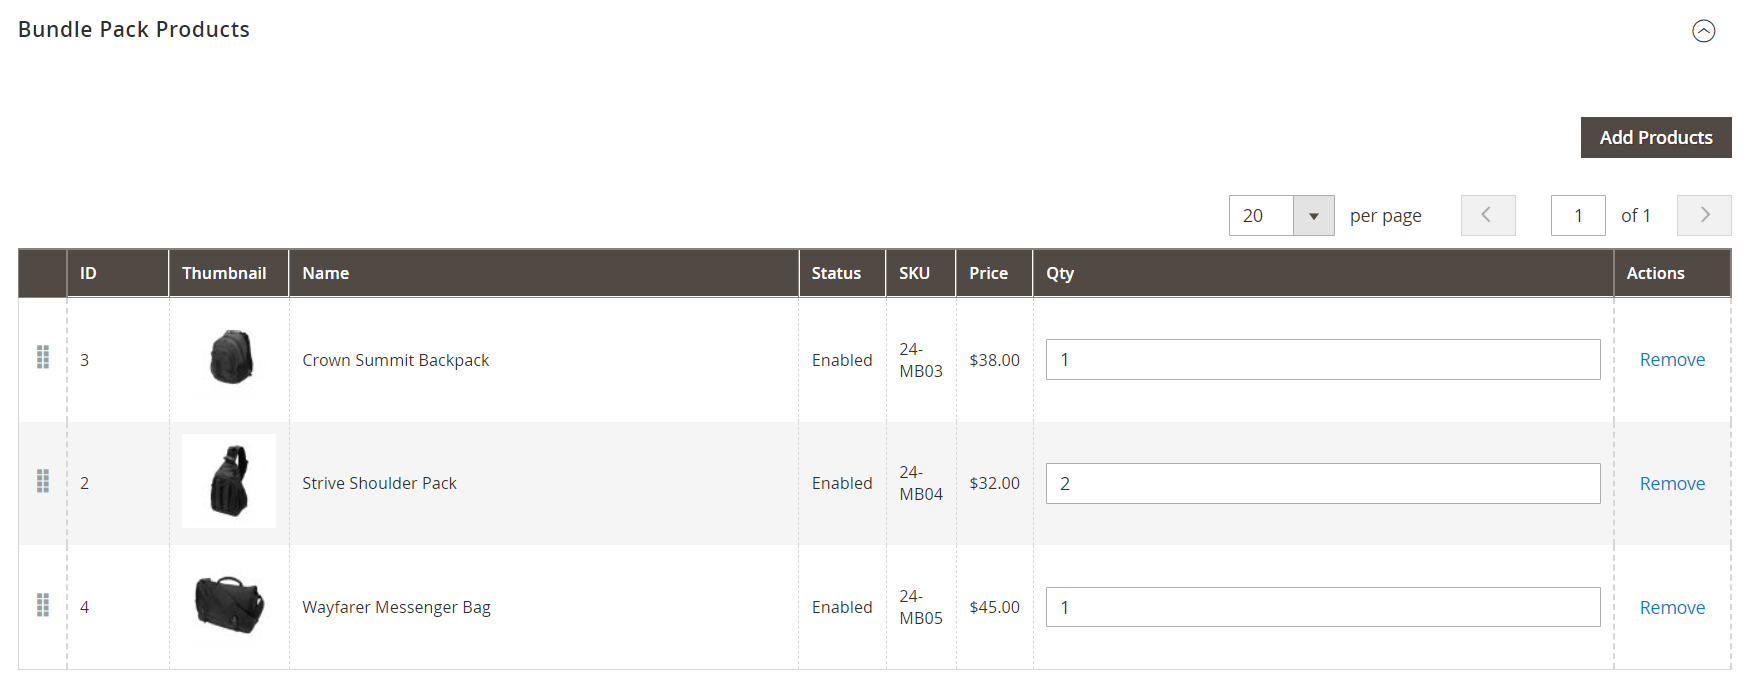 Bundle Pack Products
Add Products
20 per page 1 of 1
ID Thumbnail Name Status SKU Price Qty Actions
3 Crown Summit Backpack Enabled 24-MB03 $38.00 1 Remove
2 Strive Shoulder Pack Enabled 24-MB04 $32.00 2 Remove
4 Wayfarer Messenger Bag Enabled 24-MB05 $45.00 1 Remove